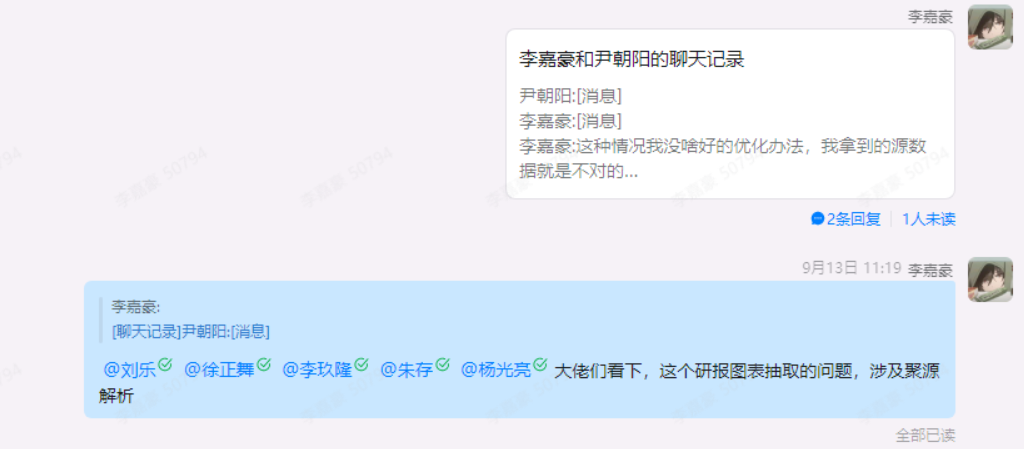 李嘉豪
李嘉豪和尹朝阳的聊天记录
尹朝阳:[消息]
李嘉豪:[消息]
李嘉豪:这种情况我没啥好的优化办法，我拿到的源数
据就是不对的...
2条回复 1人未读
9月13日 11:19 李嘉豪
李嘉豪:
[聊天记录]尹朝阳:[消息]
@刘乐 @徐正舞 @李玖隆 @朱存 @杨光亮 大佬们看下，这个研报图表抽取的问题，涉及聚源
解析
全部已读
李嘉豪 50794